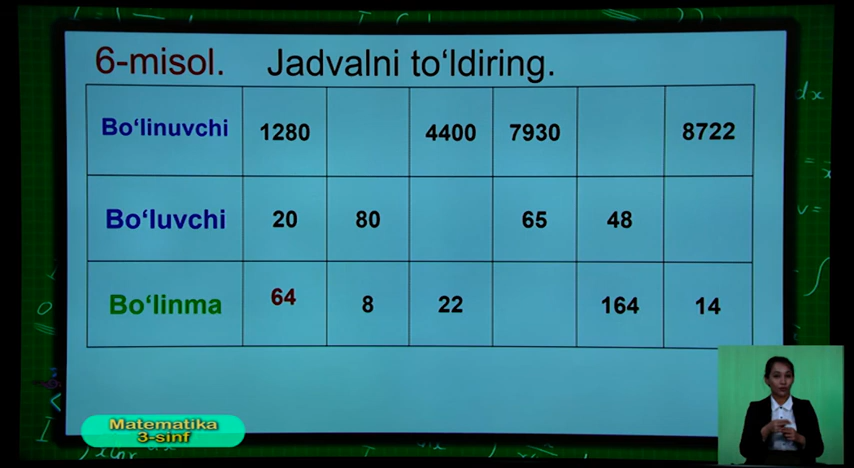 6-misol. Jadvalni to‘ldiring.
Bo‘linuvchi 1280 4400 7930 8722
Bo‘luvchi 20 80 65 48
Bo‘linma 64 8 22 164 14
Matematika
3-sinf
dx